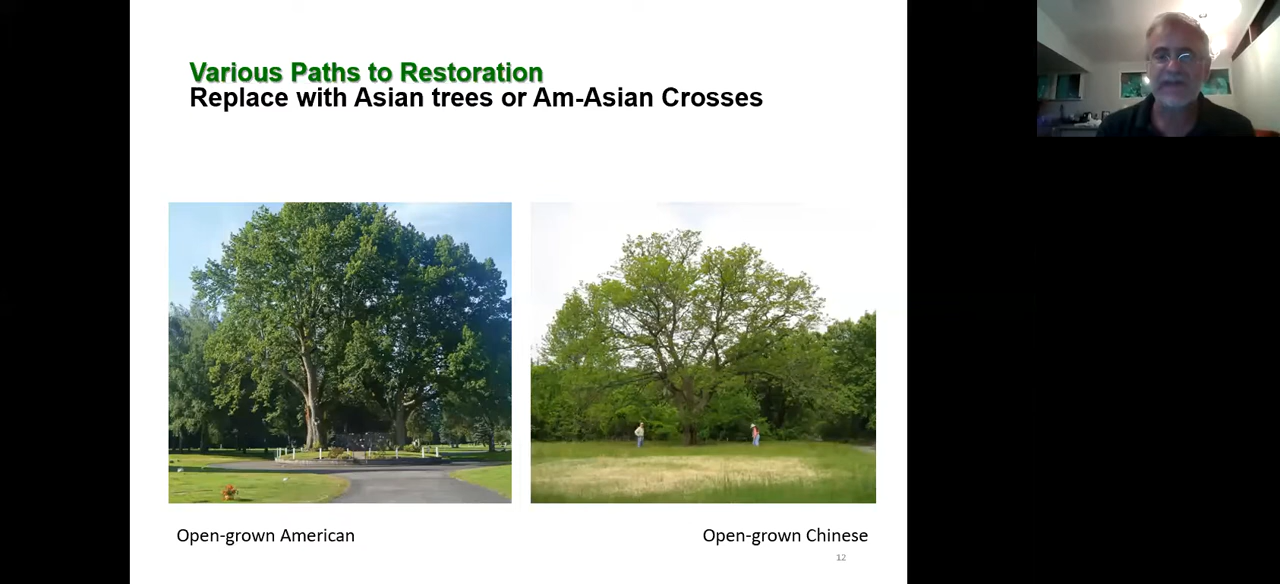 Various Paths to Restoration
Replace with Asian trees or Am-Asian Crosses
Open-grown American
Open-grown Chinese
12